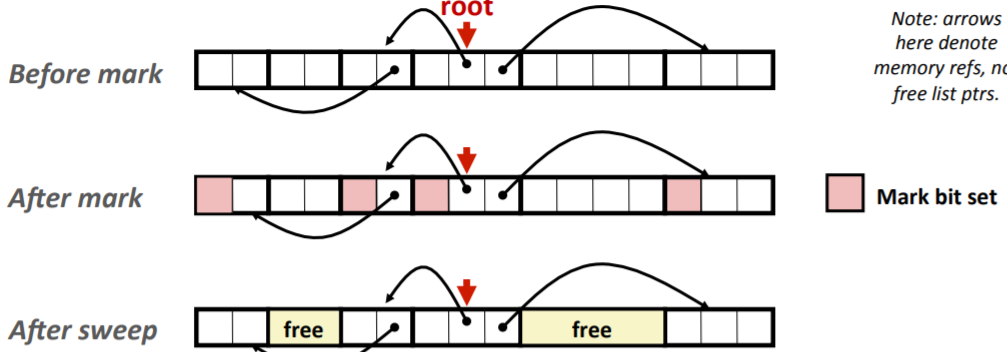 root
Note: arrows
here denote
Before mark
memory refs, no
free list ptrs.
After mark
Mark bit set
After sweep
free
free